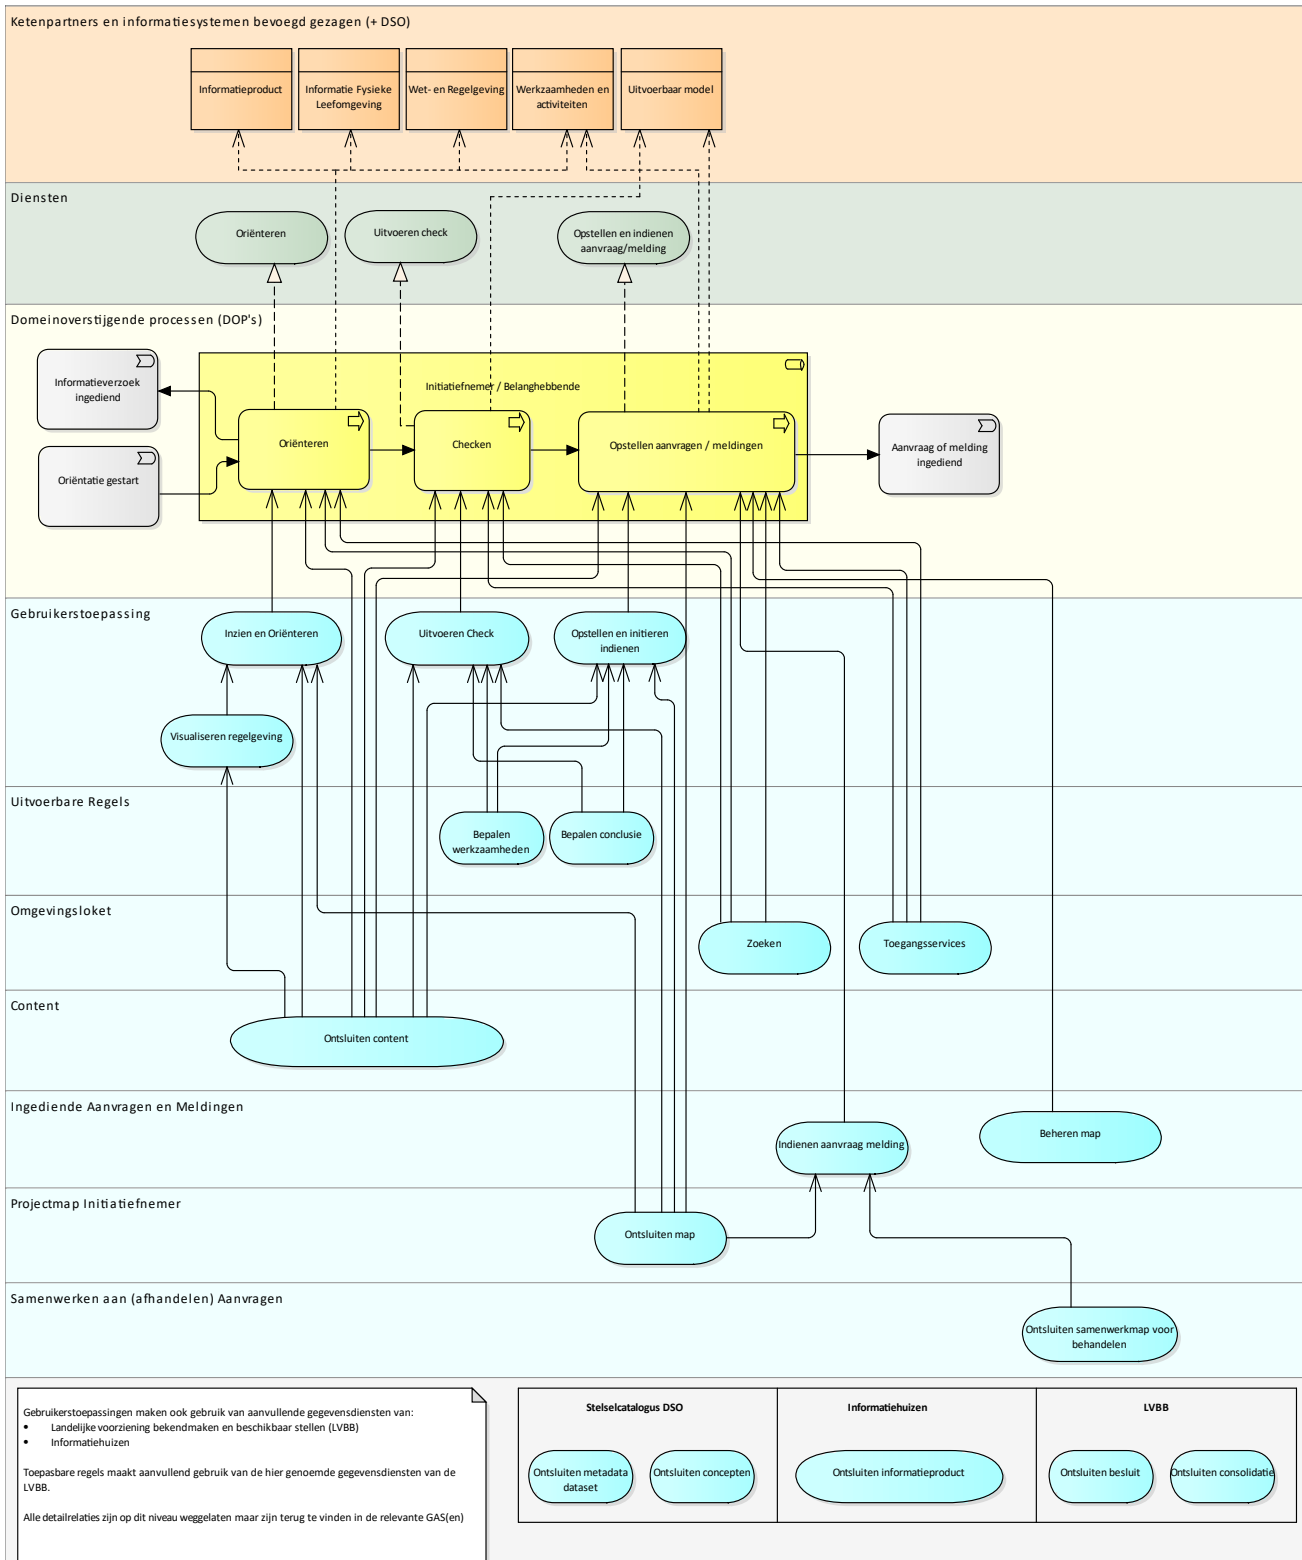 Ketenpartners en informatiesystemen bevoegd gezagen (+ DSO)
Informatieproduct
Informatie Fysieke
Leefomgeving
Wet- en Regelgeving
Werkzaamheden en
activiteiten
Uitvoerbaar model
Diensten
Oriënteren
Uitvoeren check
Opstellen en indienen
aanvraag/melding
Domeinoverstijgende processen (DOP's)
Informatieverzoek
ingediend
Initiatiefnemer / Belanghebbende
Oriënteren
Checken
Opstellen aanvragen / meldingen
Aanvraag of melding
ingediend
Oriëntatie gestart
Gebruikerstoepassing
Inzien en Oriënteren
Uitvoeren Check
Opstellen en initieren
indienen
Visualiseren regelgeving
Uitvoerbare Regels
Bepalen
werkzaamheden
Bepalen conclusie
Omgevingsloket
Zoeken
Toegangsservices
Content
Ontsluiten content
Ingediende Aanvragen en Meldingen
Indienen aanvraag melding
Beheren map
Projectmap Initiatiefnemer
Ontsluiten map
Samenwerken aan (afhandelen) Aanvragen
Ontsluiten samenwerkmap voor
behandelen
Gebruikerstoepassingen maken ook gebruik van aanvullende gegevensdiensten van:
• Landelijke voorziening bekendmaken en beschikbaar stellen (LVBB)
• Informatiehuizen
Toepasbare regels maakt aanvullend gebruik van de hier genoemde gegevensdiensten van de
LVBB.
Alle detailrelaties zijn op dit niveau weggelaten maar zijn terug te vinden in de relevante GAS(en)
Stelselcatalogus DSO
Ontsluiten metadata
dataset
Ontsluiten concepten
Informatiehuizen
Ontsluiten informatieproduct
LVBB
Ontsluiten besluit
Ontsluiten consolidatie